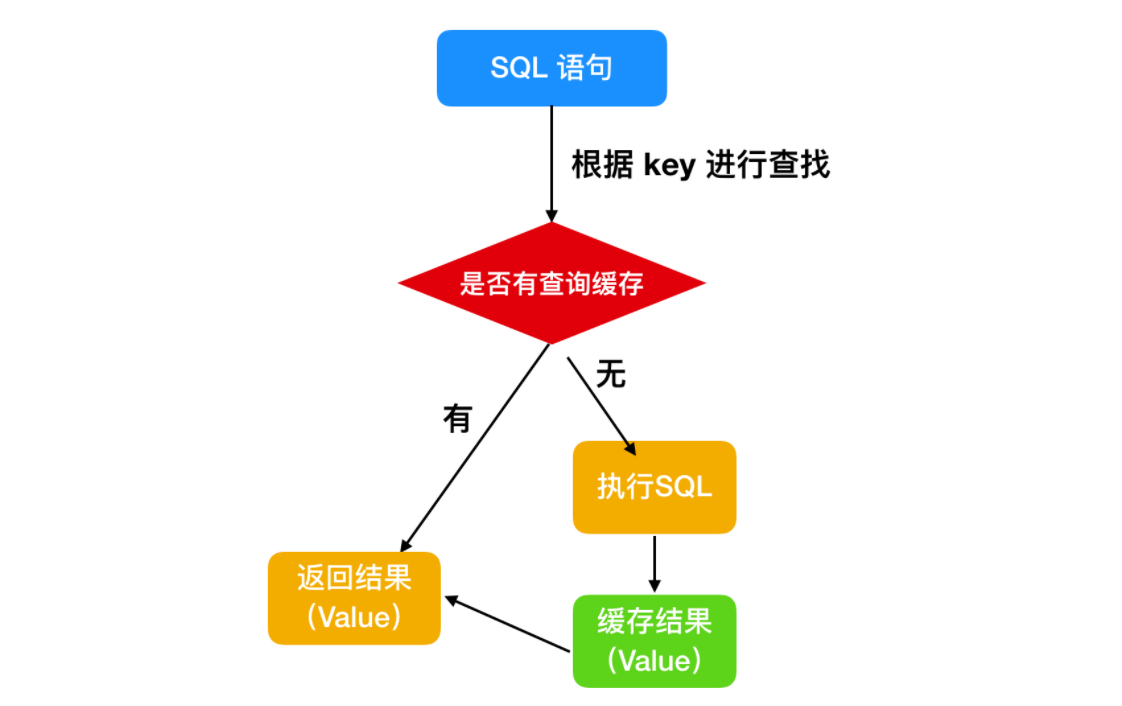 SQL 语句
根据 key 进行查找
是否有查询缓存
无
有
执行SQL
返回结果
（Value）
缓存结果
（Value）